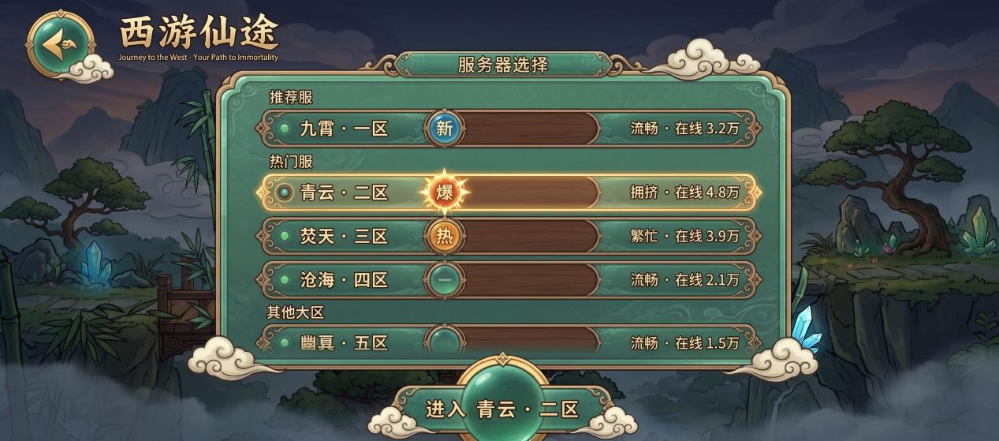 西游仙途
Journey to the West · Your Path to Immortality
服务器选择
推荐服
九霄 · 一区 新 流畅 · 在线 3.2万
热门服
青云 · 二区 爆 拥挤 · 在线 4.8万
焚天 · 三区 热 繁忙 · 在线 3.9万
沧海 · 四区 流畅 · 在线 2.1万
其他大区
五区 流畅 · 在线 1.5万
进入 青云 · 二区